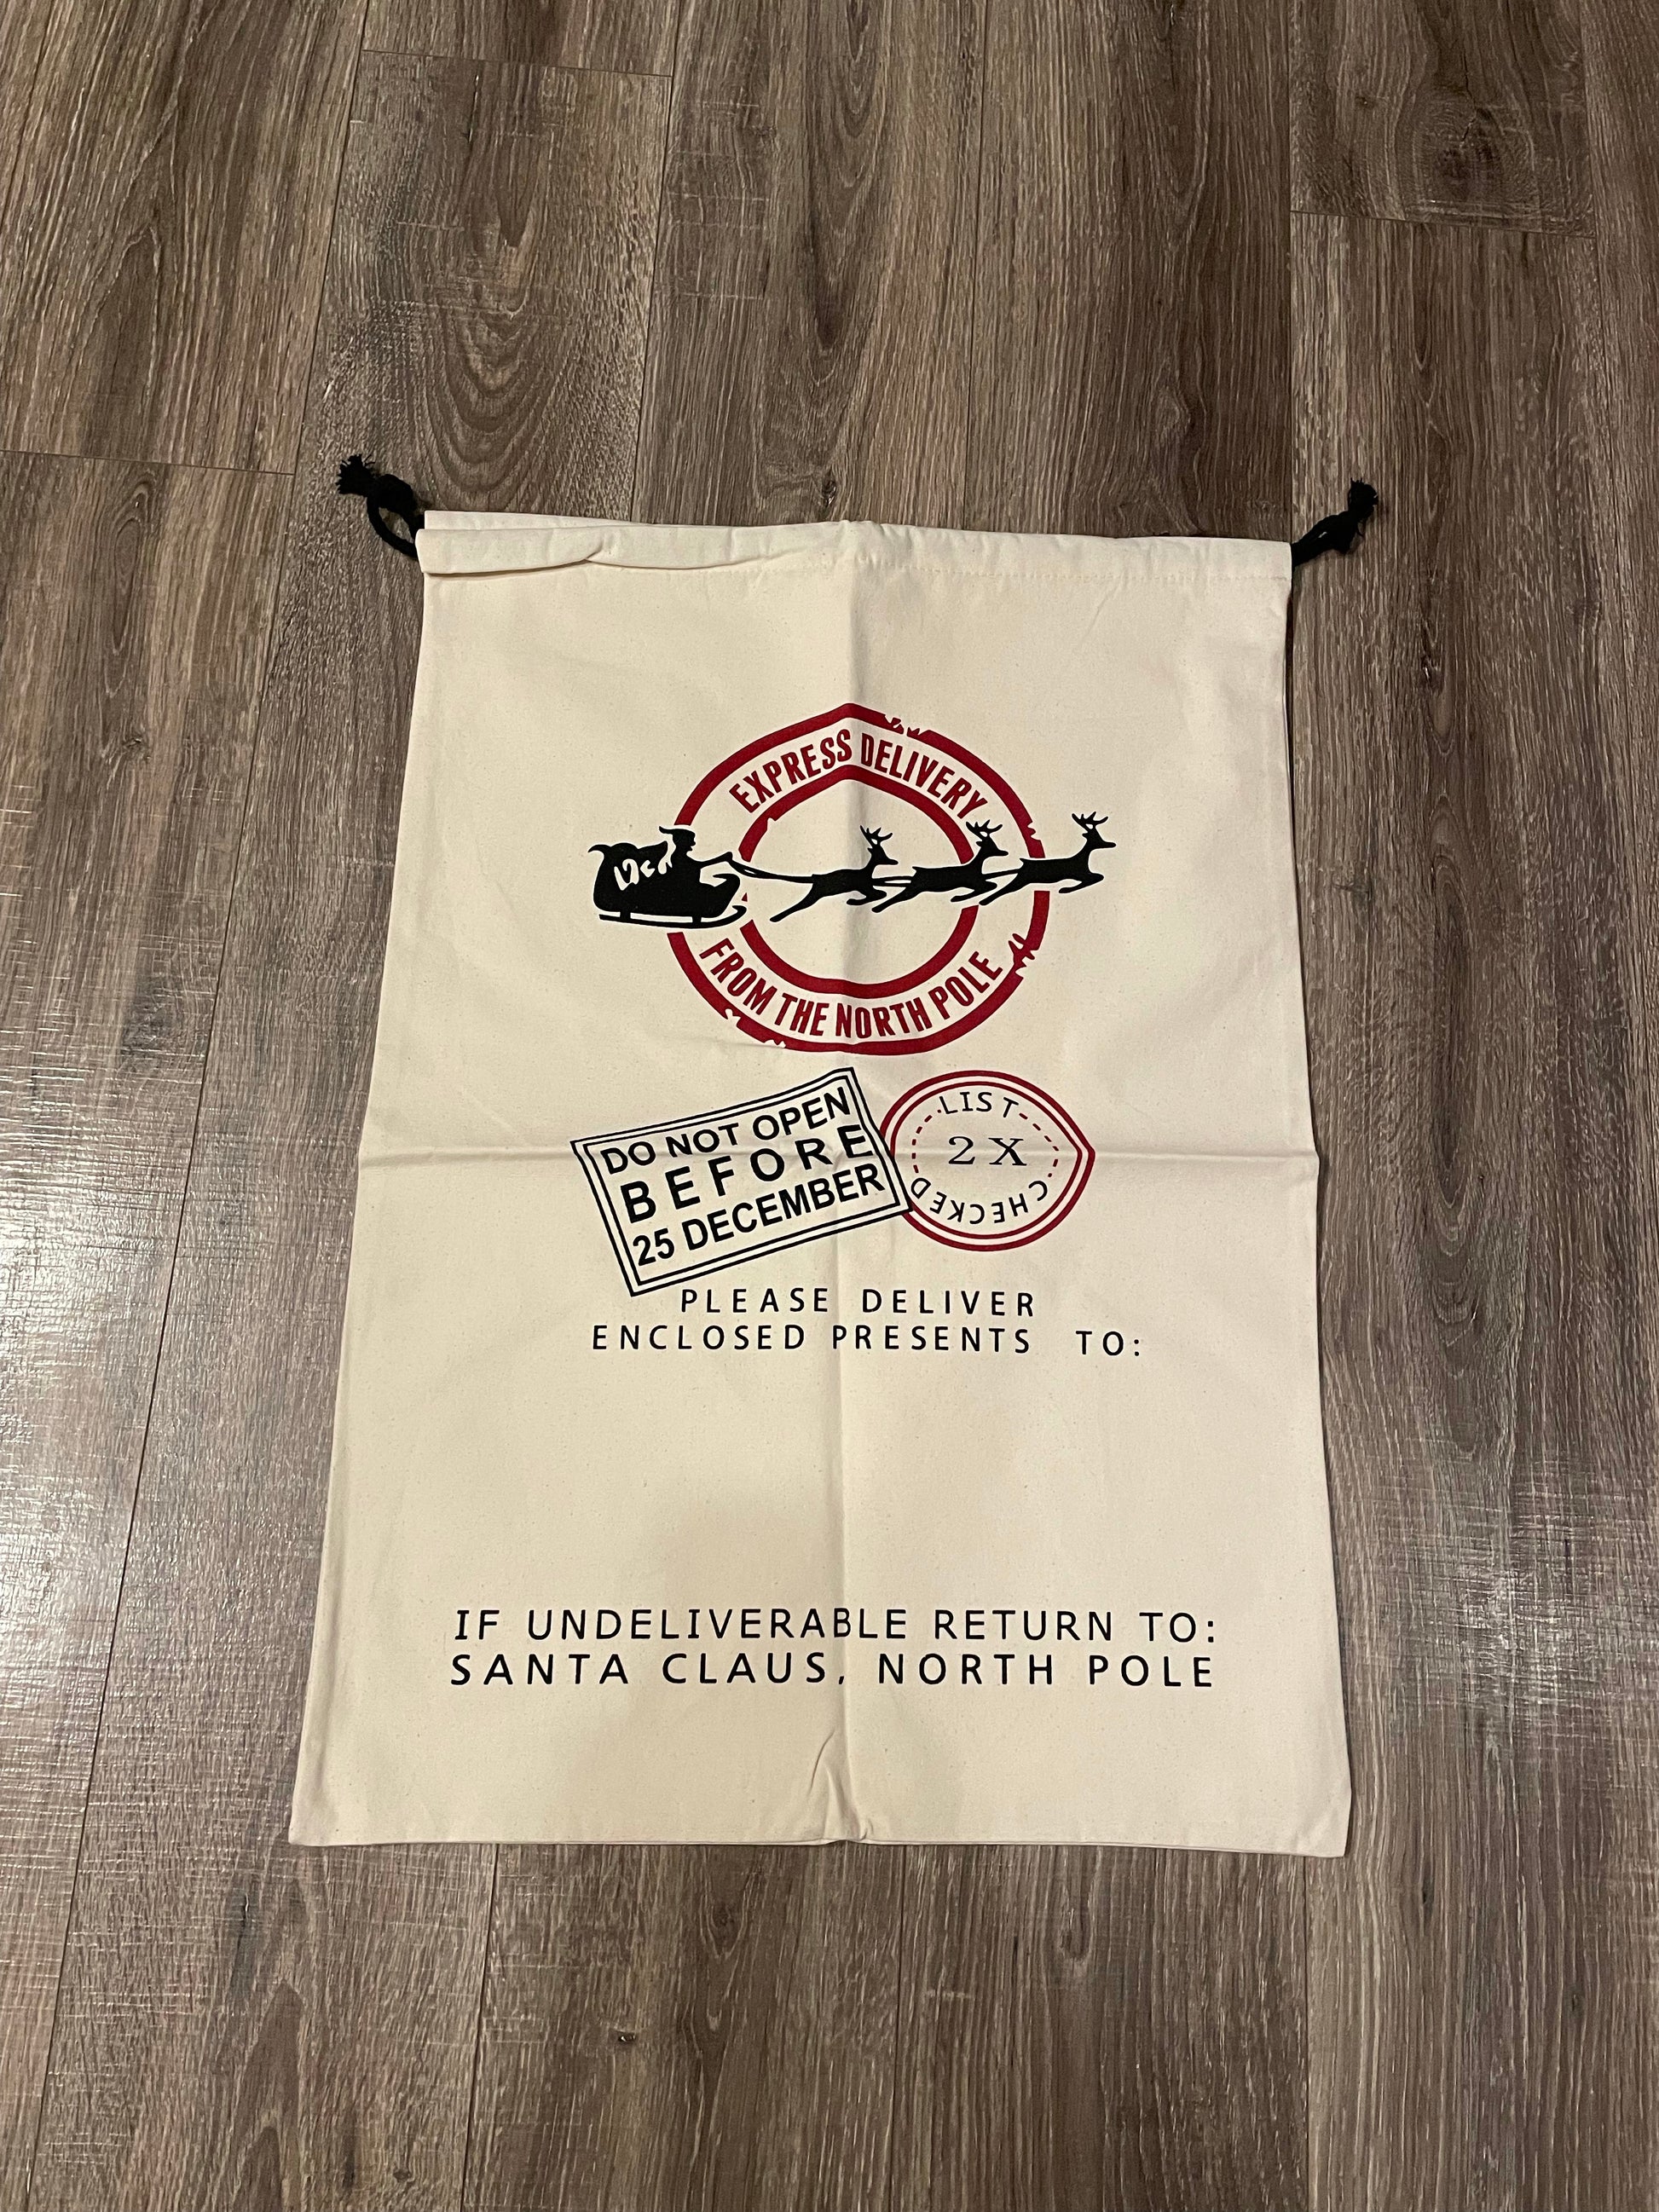 EXPRESS DELIVERY
FROM THE NORTH POLE
DO NOT OPEN
BEFORE
25 DECEMBER
LIST
2 X
CHECKED
PLEASE DELIVER
ENCLOSED PRESENTS TO:
IF UNDELIVERABLE RETURN TO:
SANTA CLAUS, NORTH POLE